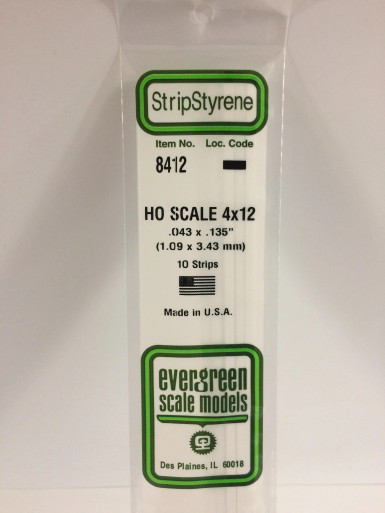 StripStyrene
Item No. Loc. Code
8412
HO SCALE 4x12
.043 x .135"
(1.09 x 3.43 mm)
10 Strips
Made in U.S.A.
evergreen
scale models
Des Plaines, IL 60018